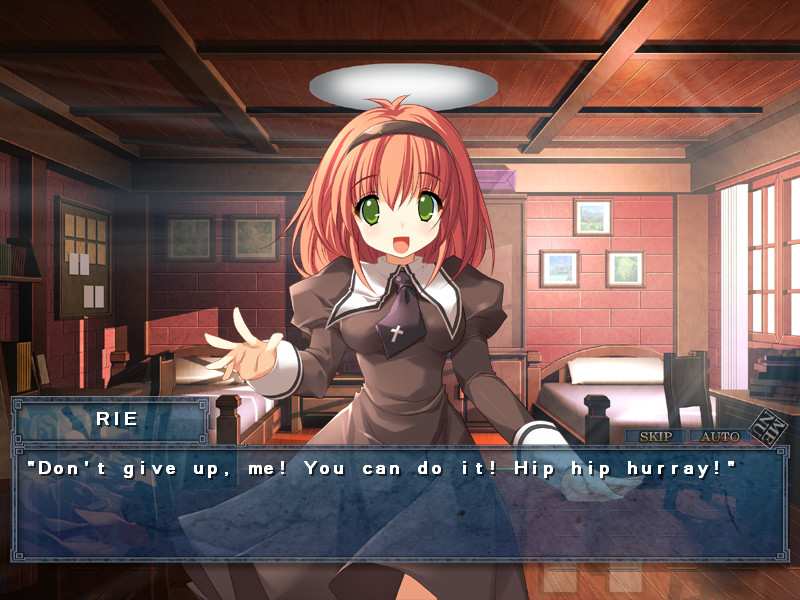 RIE
SKIP
AUTO
MENU
"Don't give up, me! You can do it! Hip hip hurray!"